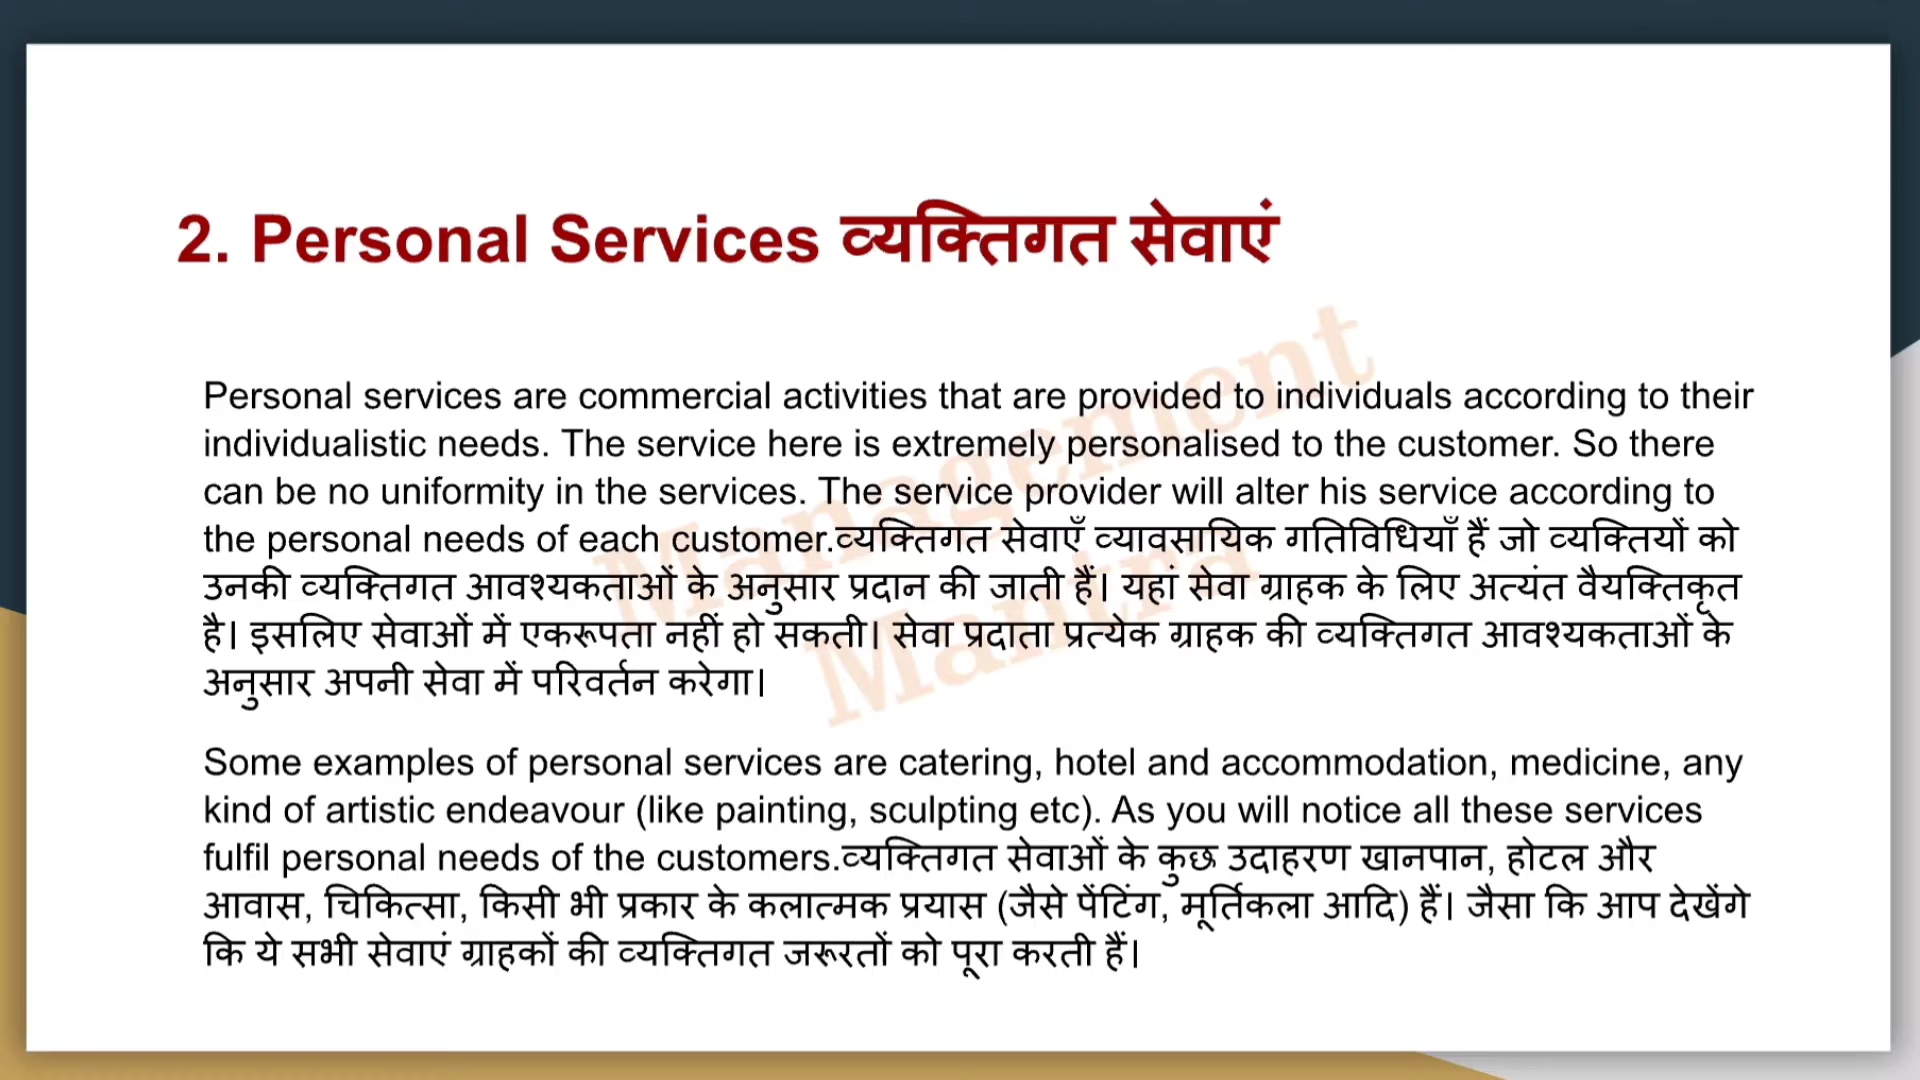 2. Personal Services व्यक्तिगत सेवाएं
Personal services are commercial activities that are provided to individuals according to their
individualistic needs. The service here is extremely personalised to the customer. So there
can be no uniformity in the services. The service provider will alter his service according to
the personal needs of each customer.व्यक्तिगत सेवाएँ व्यावसायिक गतिविधियाँ हैं जो व्यक्तियों को
उनकी व्यक्तिगत आवश्यकताओं के अनुसार प्रदान की जाती हैं। यहां सेवा ग्राहक के लिए अत्यंत वैयक्तिकृत
है। इसलिए सेवाओं में एकरूपता नहीं हो सकती। सेवा प्रदाता प्रत्येक ग्राहक की व्यक्तिगत आवश्यकताओं के
अनुसार अपनी सेवा में परिवर्तन करेगा।
Management
Mantra
Some examples of personal services are catering, hotel and accommodation, medicine, any
kind of artistic endeavour (like painting, sculpting etc). As you will notice all these services
fulfil personal needs of the customers.व्यक्तिगत सेवाओं के कुछ उदाहरण खानपान, होटल और
आवास, चिकित्सा, किसी भी प्रकार के कलात्मक प्रयास (जैसे पेंटिंग, मूर्तिकला आदि) हैं। जैसा कि आप देखेंगे
कि ये सभी सेवाएं ग्राहकों की व्यक्तिगत जरूरतों को पूरा करती हैं।